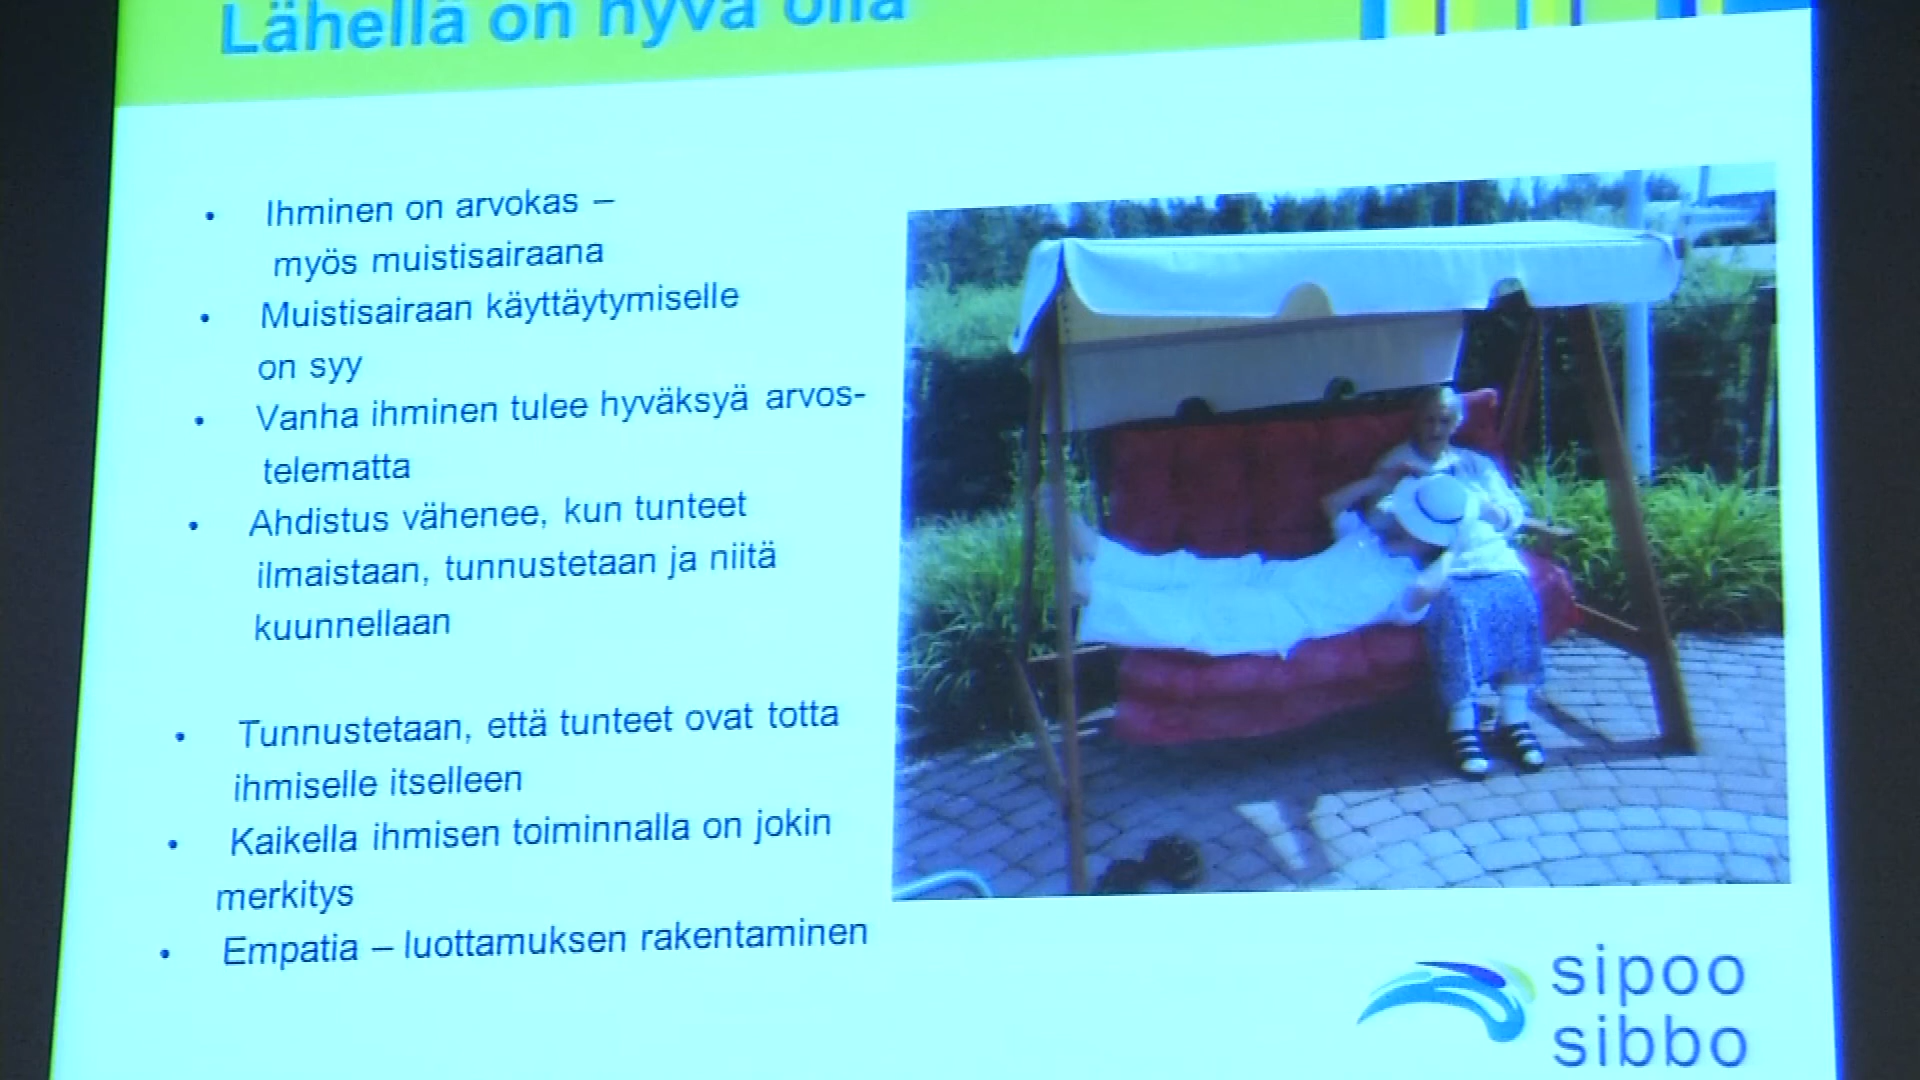 Lähellä on hyvä olla
• Ihminen on arvokas –
myös muistisairaana
• Muistisairaan käyttäytymiselle
on syy
• Vanha ihminen tulee hyväksyä arvos-
telematta
• Ahdistus vähenee, kun tunteet
ilmaistaan, tunnustetaan ja niitä
kuunnellaan
• Tunnustetaan, että tunteet ovat totta
ihmiselle itselleen
• Kaikella ihmisen toiminnalla on jokin
merkitys
• Empatia – luottamuksen rakentaminen
sipoo
sibbo